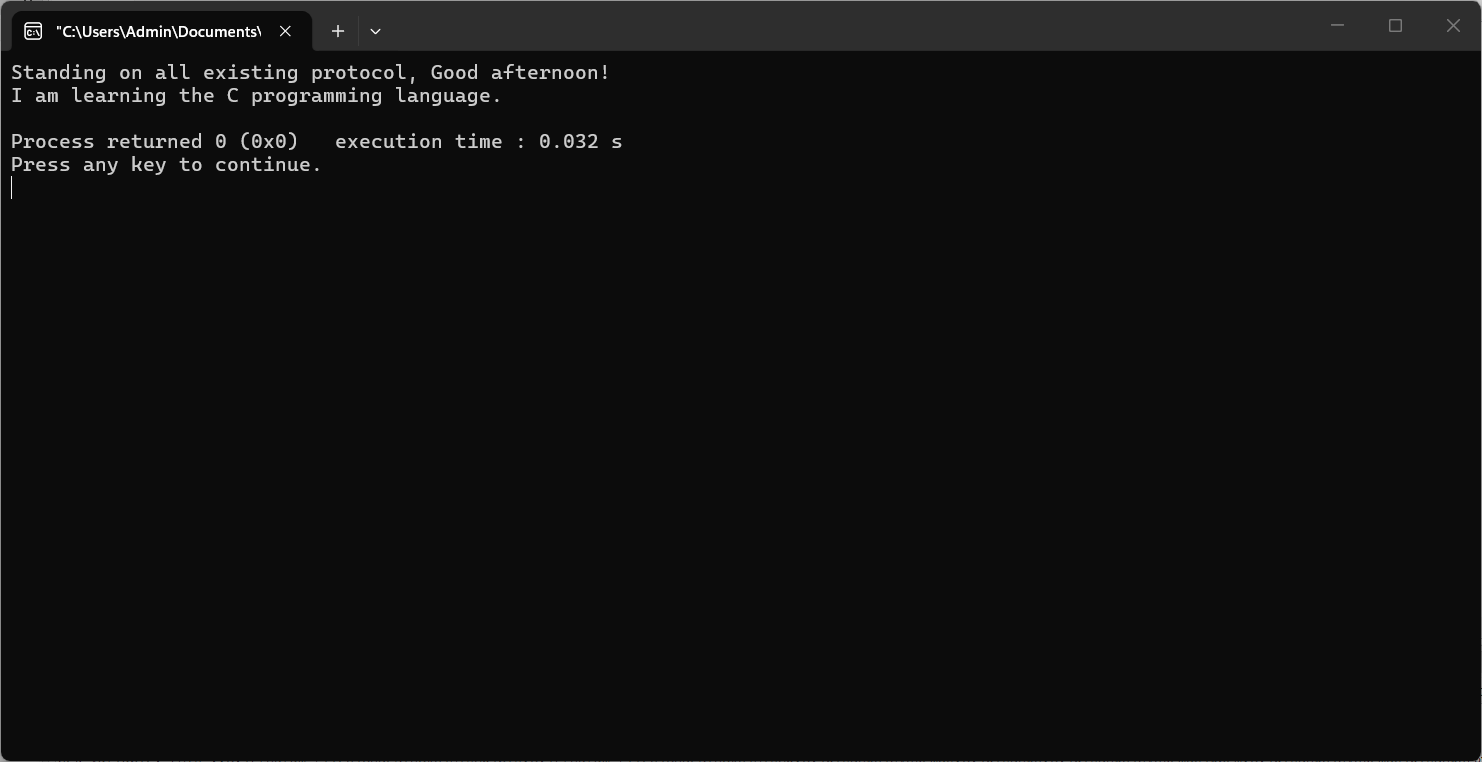 "C:\Users\Admin\Documents\
Standing on all existing protocol, Good afternoon!
I am learning the C programming language.
Process returned 0 (0x0)   execution time : 0.032 s
Press any key to continue.